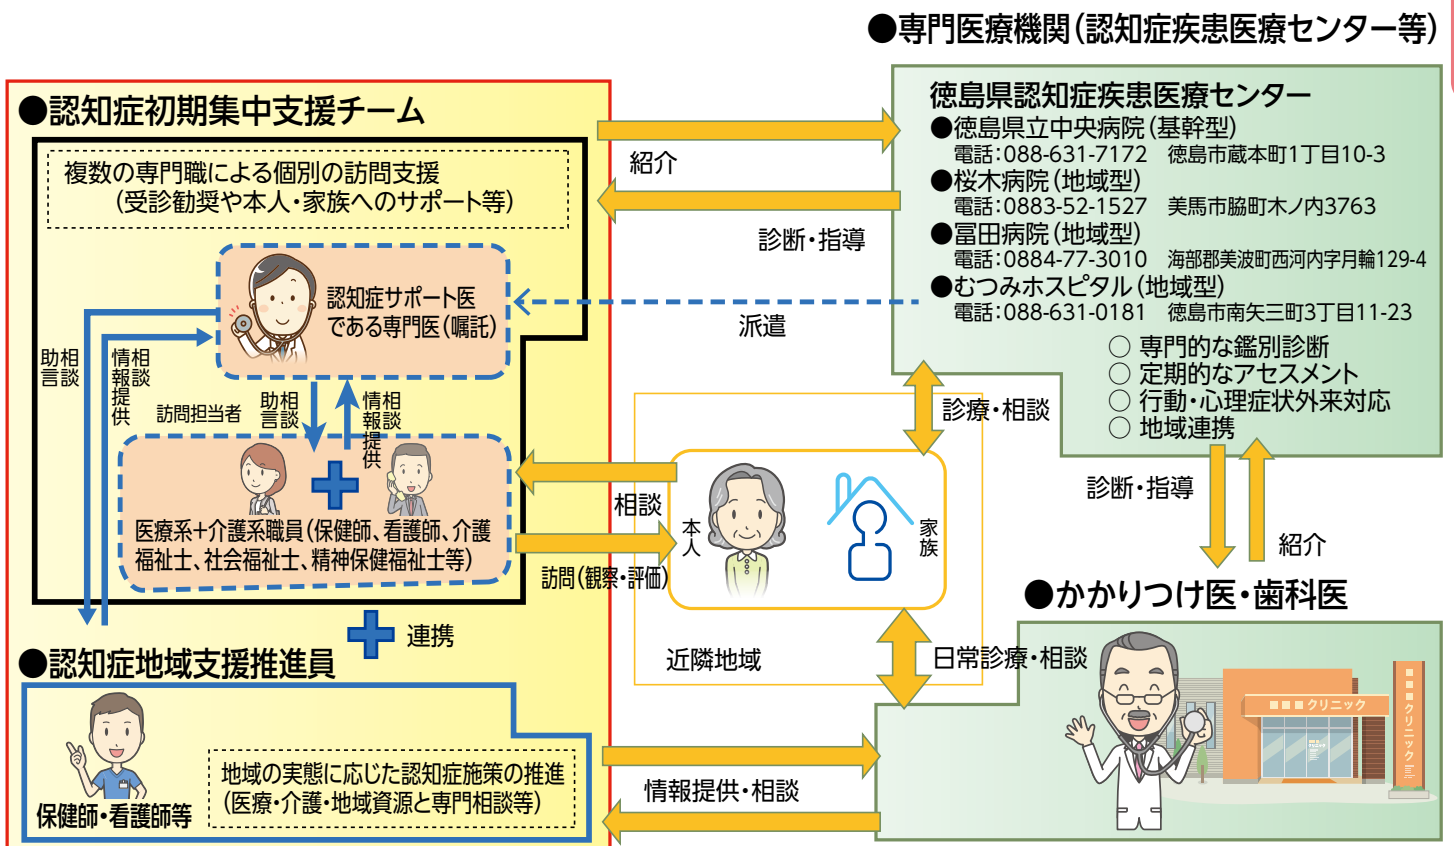 ●専門医療機関(認知症疾患医療センター等)
●認知症初期集中支援チーム
複数の専門職による個別の訪問支援
(受診勧奨や本人・家族へのサポート等)
認知症サポート医
である専門医(嘱託)
相談
助言
相談
情報提供
訪問担当者
相談
助言
相談
情報提供
医療系+介護系職員(保健師、看護師、介護
福祉士、社会福祉士、精神保健福祉士等)
連携
●認知症地域支援推進員
保健師・看護師等
地域の実態に応じた認知症施策の推進
(医療・介護・地域資源と専門相談等)
紹介
診断・指導
派遣
徳島県認知症疾患医療センター
●徳島県立中央病院(基幹型)
電話:088-631-7172 徳島市蔵本町1丁目10-3
●桜木病院(地域型)
電話:0883-52-1527 美馬市脇町木ノ内3763
●冨田病院(地域型)
電話:0884-77-3010 海部郡美波町西河内字月輪129-4
●むつみホスピタル(地域型)
電話:088-631-0181 徳島市南矢三町3丁目11-23
○ 専門的な鑑別診断
○ 定期的なアセスメント
○ 行動・心理症状外来対応
○ 地域連携
診療・相談
相談
訪問(観察・評価)
本人
家族
近隣地域
日常診療・相談
診断・指導
紹介
●かかりつけ医・歯科医
■■■クリニック
■■■クリニック
情報提供・相談